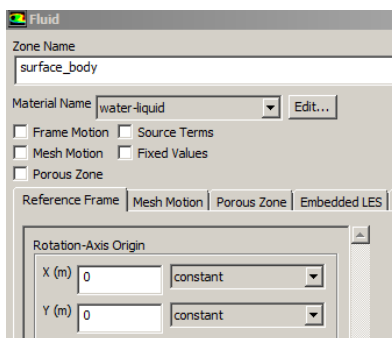 Fluid
Zone Name
surface_body
Material Name water-liquid Edit...
Frame Motion Source Terms
Mesh Motion Fixed Values
Porous Zone
Reference Frame Mesh Motion Porous Zone Embedded LES
Rotation-Axis Origin
X (m) 0 constant
Y (m) 0 constant